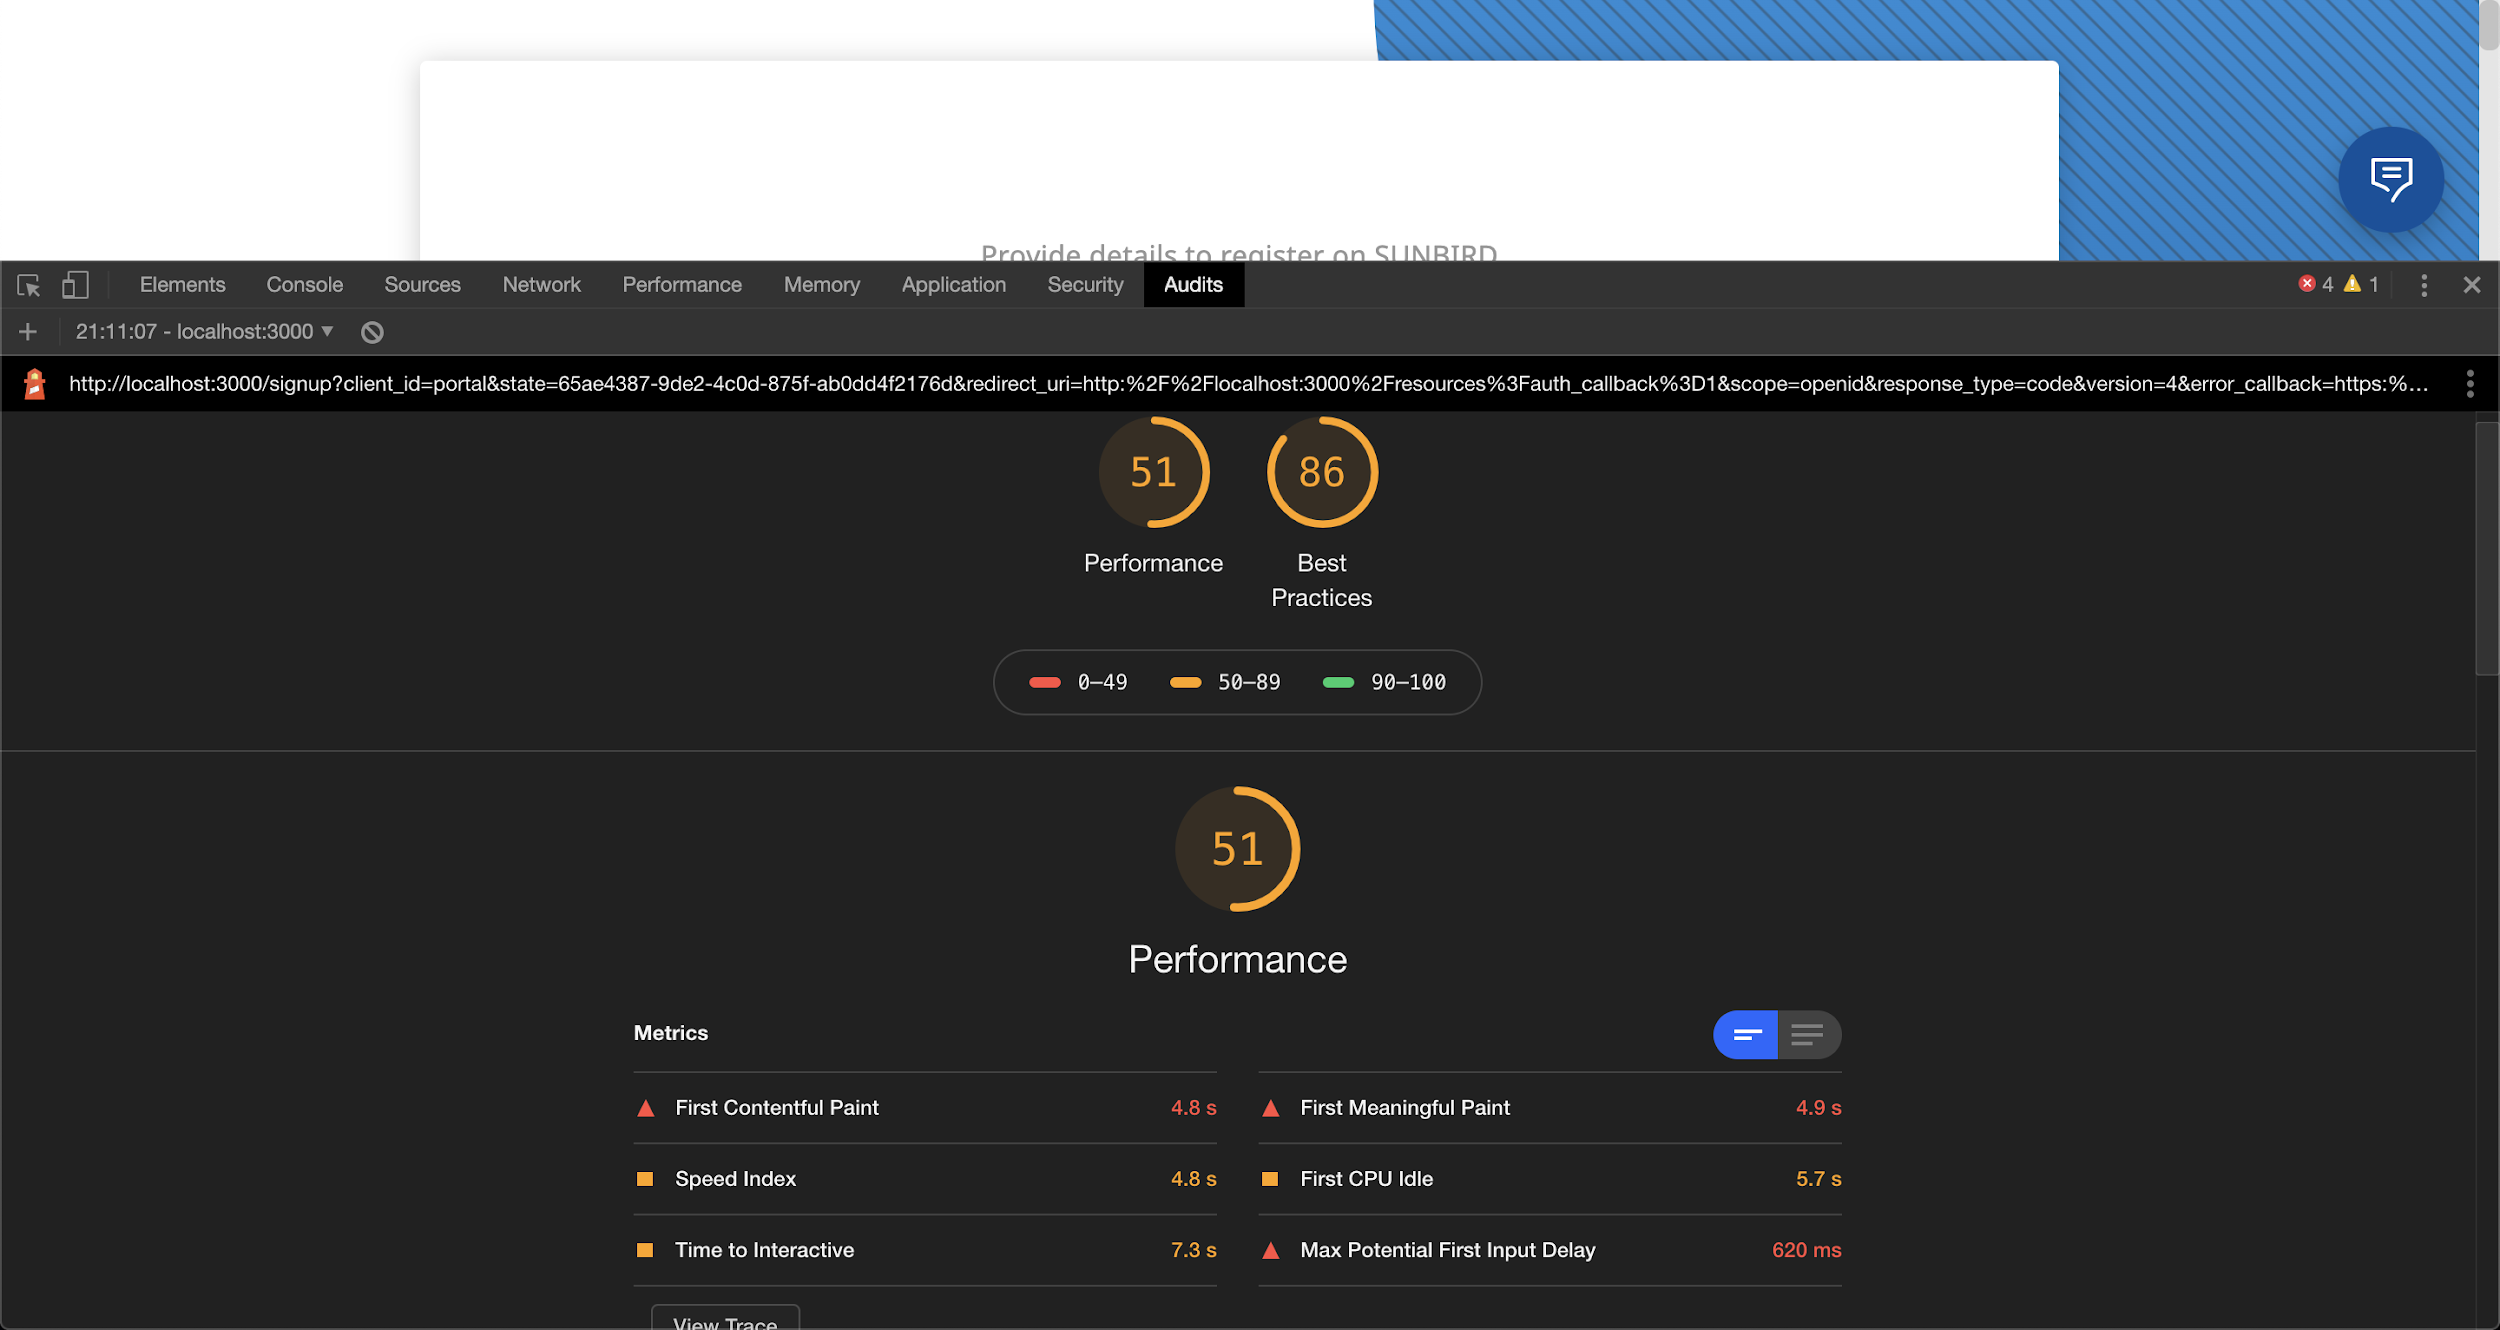 Provide details to register on SUNBIRD
Elements Console Sources Network Performance Memory Application Security Audits 4 1
21:11:07 - localhost:3000
http://localhost:3000/signup?client_id=portal&state=65ae4387-9de2-4c0d-875f-ab0dd4f2176d&redirect_uri=http:%2F%2Flocalhost:3000%2Fresources%3Fauth_callback%3D1&scope=openid&response_type=code&version=4&error_callback=https:%...
51 86
Performance Best
Practices
0–49 50–89 90–100
51
Performance
Metrics
First Contentful Paint 4.8 s First Meaningful Paint 4.9 s
Speed Index 4.8 s First CPU Idle 5.7 s
Time to Interactive 7.3 s Max Potential First Input Delay 620 ms
View Trace